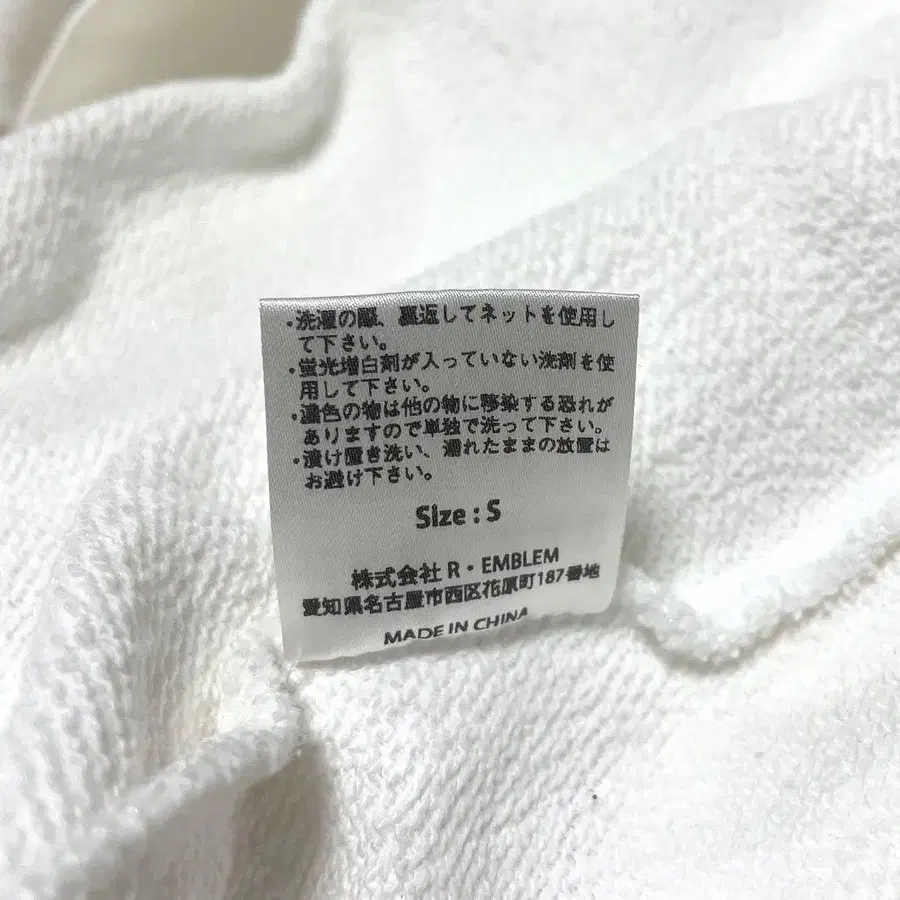 ・洗濯の際、裏返してネットを使用し
て下さい。
・蛍光増白剤が入っていない洗剤を使
用して下さい。
・濃色の物は他の物に移染する恐れが
ありますので単独で洗って下さい。
・漬け置き洗い、濡れたままの放置は
お避け下さい。
Size : S
株式会社 R・EMBLEM
愛知県名古屋市西区花原町187番地
MADE IN CHINA